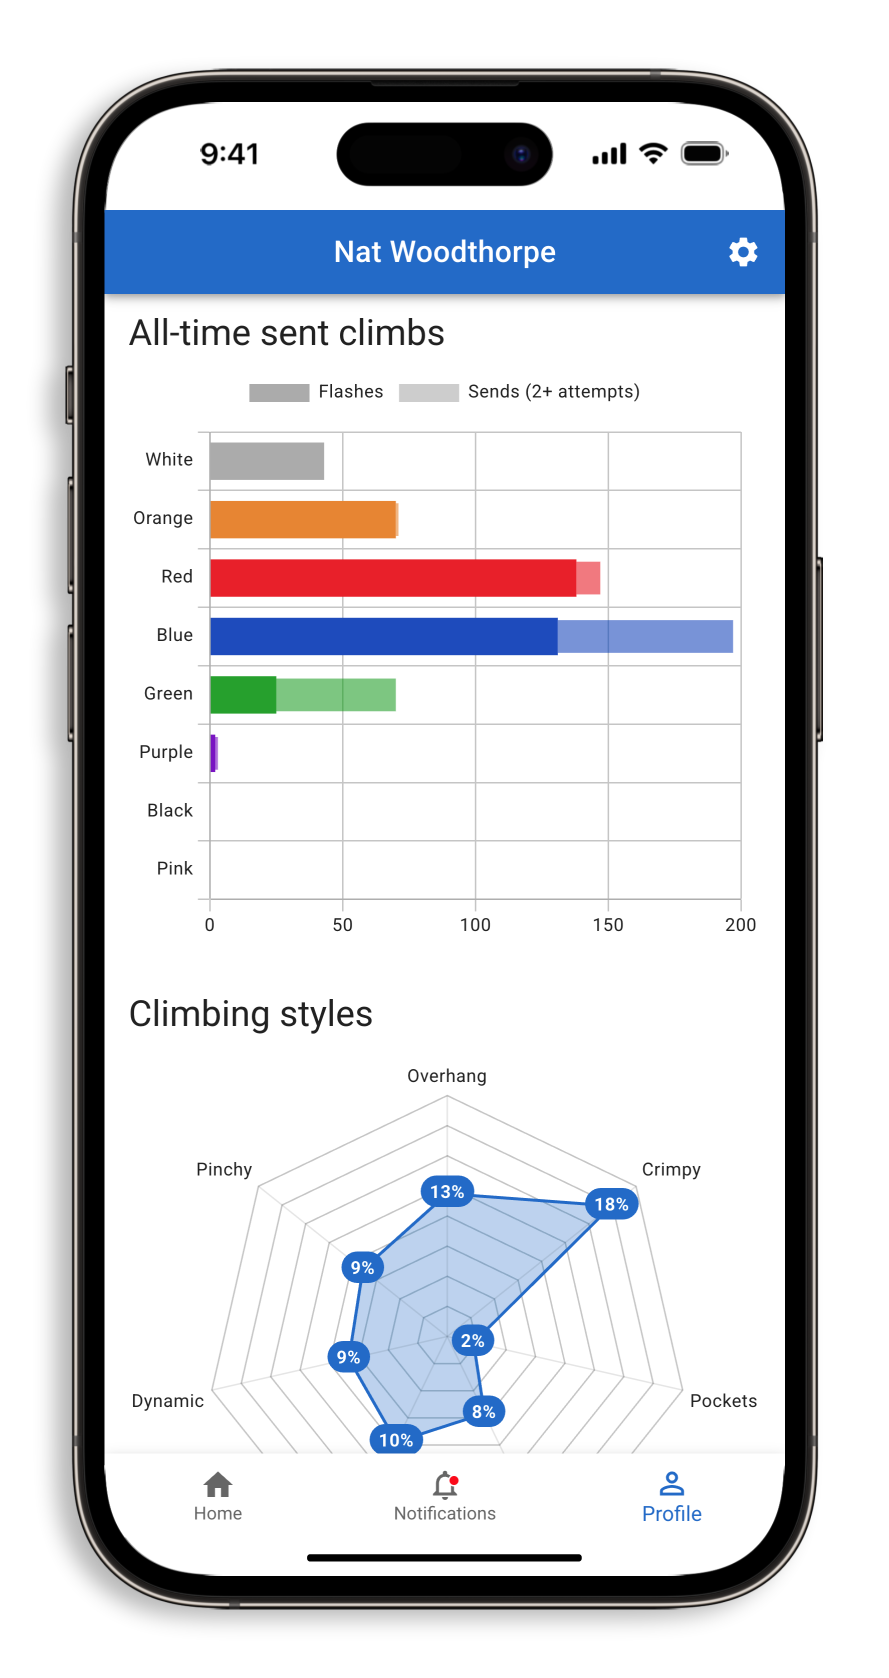 9:41
Nat Woodthorpe
All-time sent climbs
Flashes Sends (2+ attempts)
White
Orange
Red
Blue
Green
Purple
Black
Pink
0 50 100 150 200
Climbing styles
Overhang
Pinchy Crimpy
13%
18%
9%
2%
9%
Dynamic Pockets
8%
10%
Home Notifications Profile